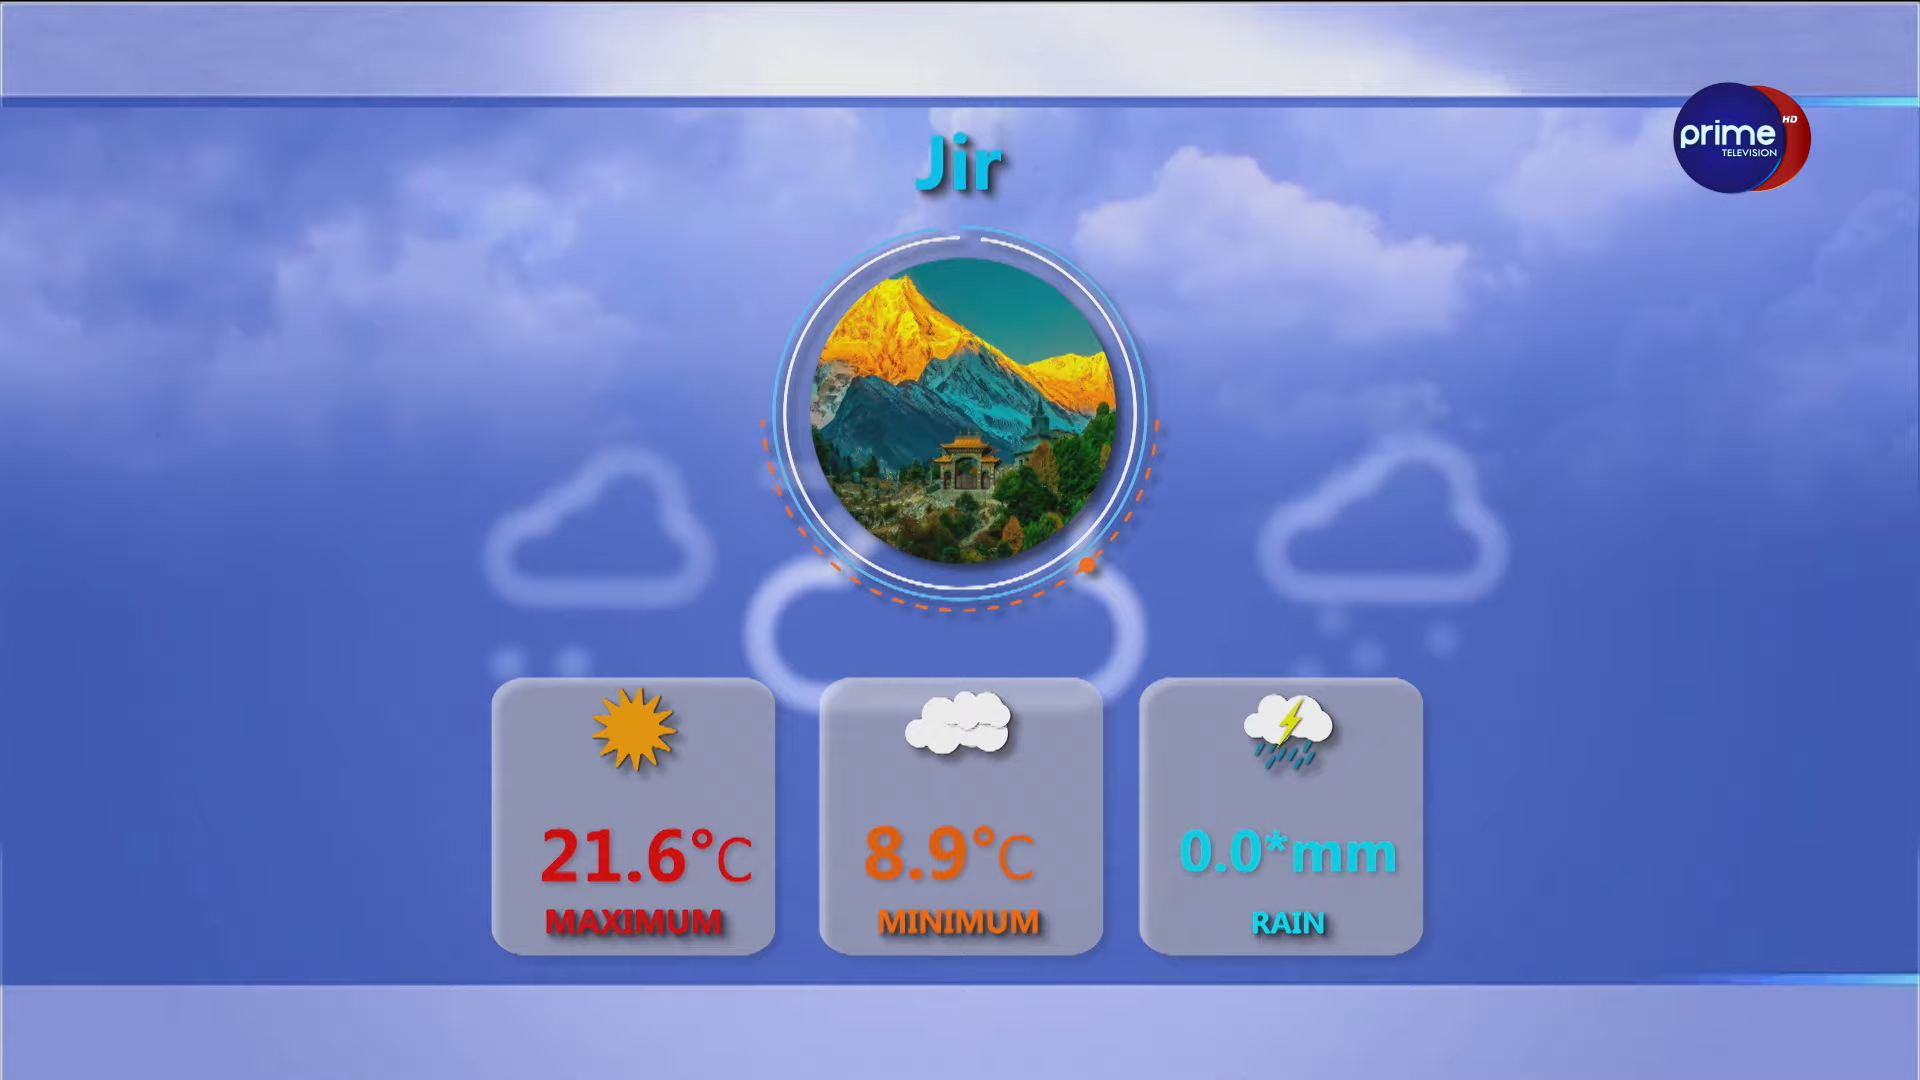 Jir
prime HD
TELEVISION
21.6°C
MAXIMUM
8.9°C
MINIMUM
0.0*mm
RAIN